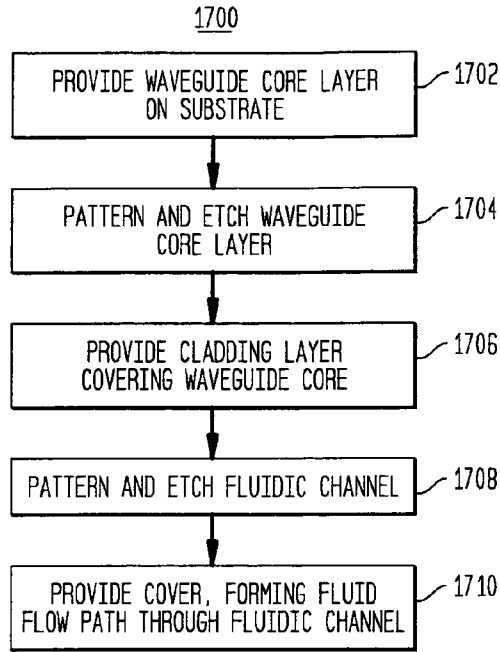 1700
PROVIDE WAVEGUIDE CORE LAYER
ON SUBSTRATE
1702
PATTERN AND ETCH WAVEGUIDE
CORE LAYER
1704
PROVIDE CLADDING LAYER
COVERING WAVEGUIDE CORE
1706
PATTERN AND ETCH FLUIDIC CHANNEL
1708
PROVIDE COVER, FORMING FLUID
FLOW PATH THROUGH FLUIDIC CHANNEL
1710